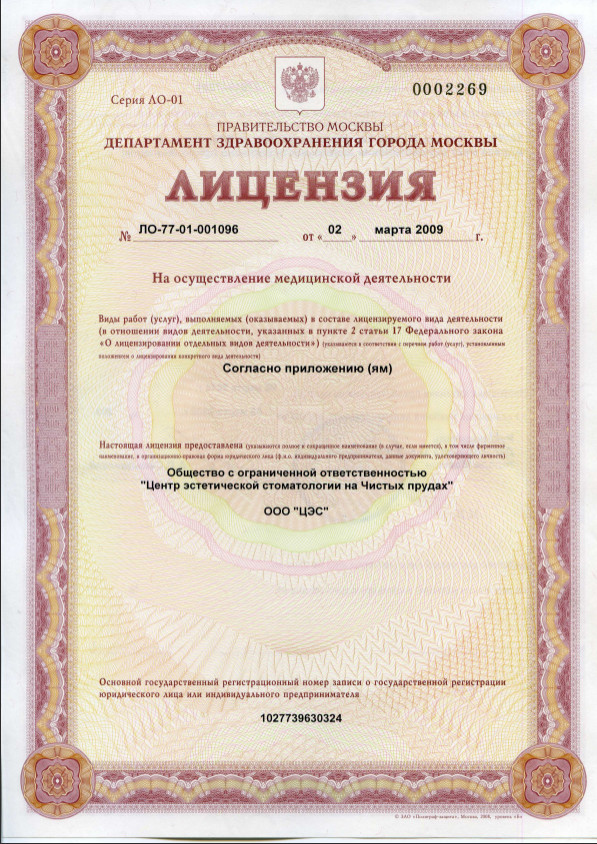 Серия ЛО-01
0002269
ПРАВИТЕЛЬСТВО МОСКВЫ
ДЕПАРТАМЕНТ ЗДРАВООХРАНЕНИЯ ГОРОДА МОСКВЫ
ЛИЦЕНЗИЯ
№ ЛО-77-01-001096 от « 02 » марта 2009 г.
На осуществление медицинской деятельности
Виды работ (услуг), выполняемых (оказываемых) в составе лицензируемого вида деятельности
(в отношении видов деятельности, указанных в пункте 2 статьи 17 Федерального закона
«О лицензировании отдельных видов деятельности») (указываются в соответствии с перечнем работ (услуг), установленным
положением о лицензировании конкретного вида деятельности)
Согласно приложению (ям)
Настоящая лицензия предоставлена (указываются полное и сокращенное наименование (в случае, если имеется), в том числе фирменное
наименование, и организационно-правовая форма юридического лица (ф.и.о. индивидуального предпринимателя, данные документа, удостоверяющего личность)
Общество с ограниченной ответственностью
"Центр эстетической стоматологии на Чистых прудах"
ООО "ЦЭС"
Основной государственный регистрационный номер записи о государственной регистрации
юридического лица или индивидуального предпринимателя
1027739630324
© ЗАО «Полиграф-защита», Москва, 2008, уровень «Б»